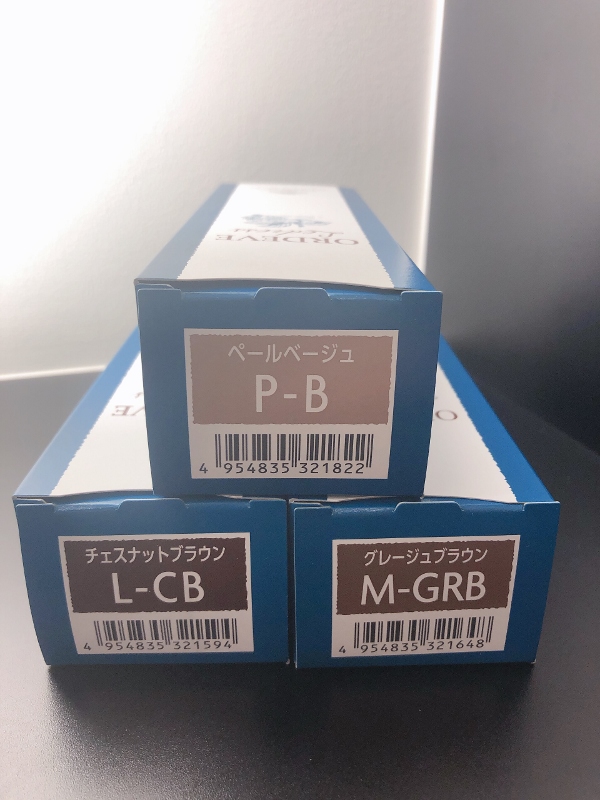 ORDEVE
ペールベージュ
P-B
4 954835 321822
チェスナットブラウン
L-CB
4 954835 321594
グレージュブラウン
M-GRB
4 954835 321648